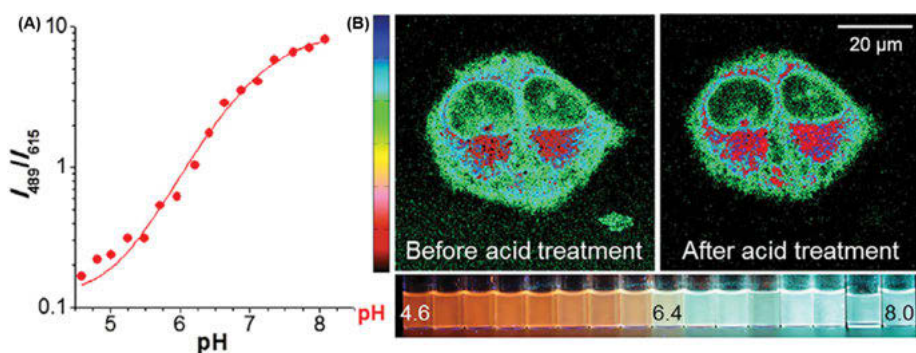 (A)
10
1
0.1
I489/I615
5
6
7
8
pH
pH
(B)
20 µm
Before acid treatment
After acid treatment
4.6
6.4
8.0